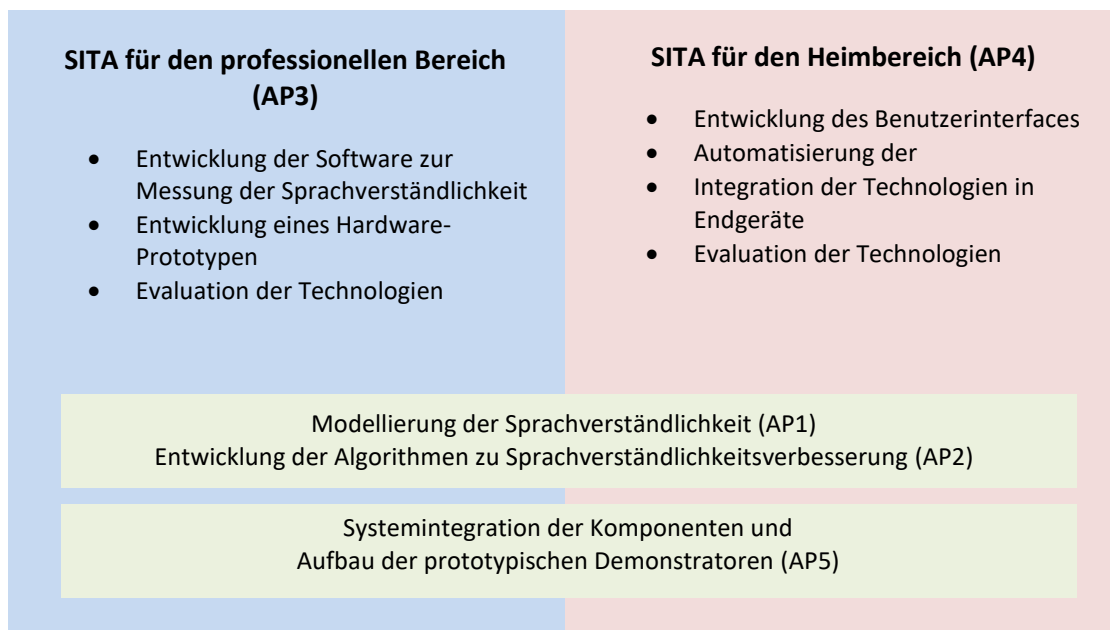 SITA für den professionellen Bereich
(AP3)
• Entwicklung der Software zur
Messung der Sprachverständlichkeit
• Entwicklung eines Hardware-
Prototypen
• Evaluation der Technologien
SITA für den Heimbereich (AP4)
• Entwicklung des Benutzerinterfaces
• Automatisierung der
• Integration der Technologien in
Endgeräte
• Evaluation der Technologien
Modellierung der Sprachverständlichkeit (AP1)
Entwicklung der Algorithmen zu Sprachverständlichkeitsverbesserung (AP2)
Systemintegration der Komponenten und
Aufbau der prototypischen Demonstratoren (AP5)